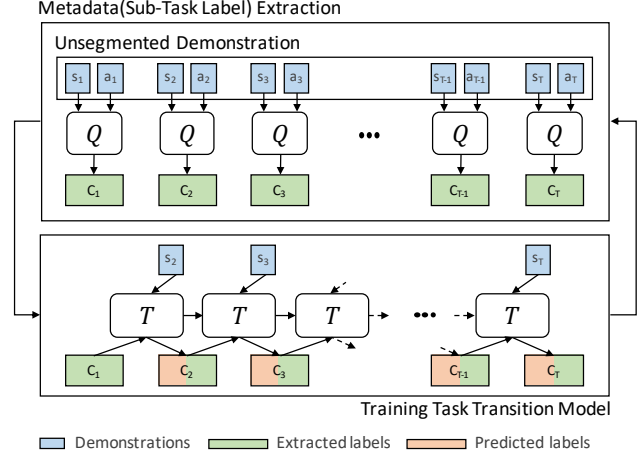 Metadata(Sub-Task Label) Extraction
Unsegmented Demonstration
s1 a1 s2 a2 s3 a3 sT-1 aT-1 sT aT
Q Q Q ••• Q Q
C1 C2 C3 CT-1 CT
s2 s3 sT
T T T ••• T
C1 C2 C3 CT-1 CT
Training Task Transition Model
Demonstrations Extracted labels Predicted labels